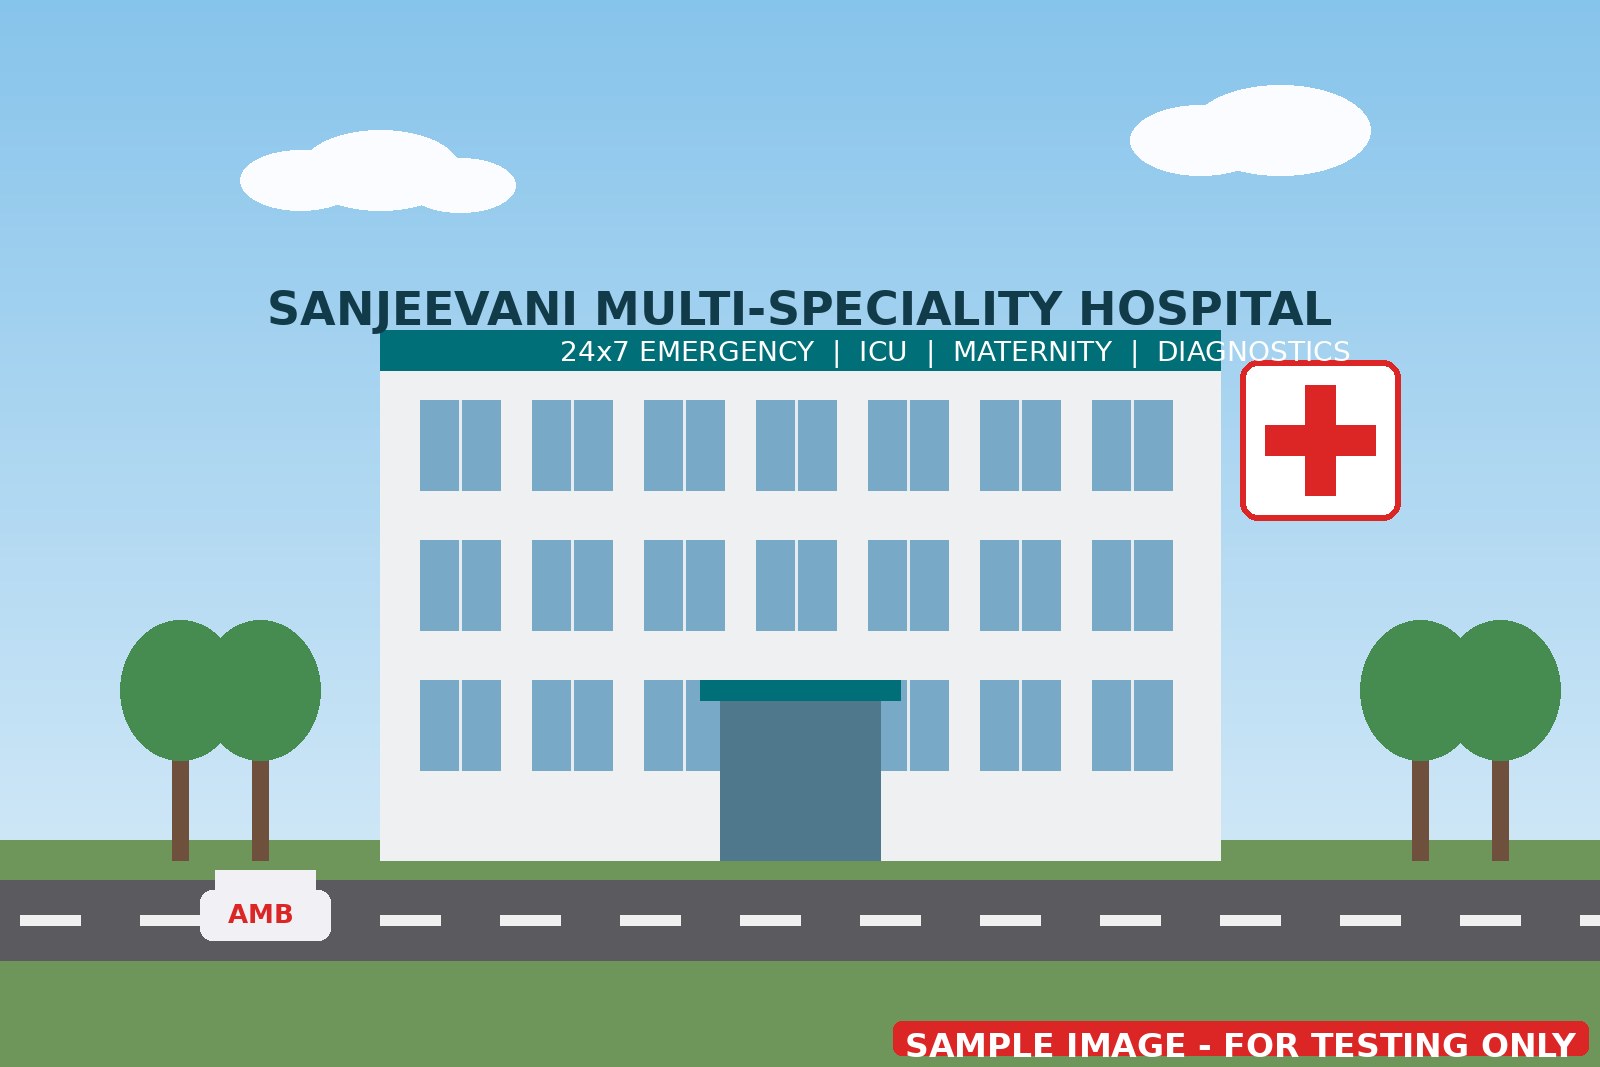 SANJEEVANI MULTI-SPECIALITY HOSPITAL
24x7 EMERGENCY | ICU | MATERNITY | DIAGNOSTICS
AMB
SAMPLE IMAGE - FOR TESTING ONLY